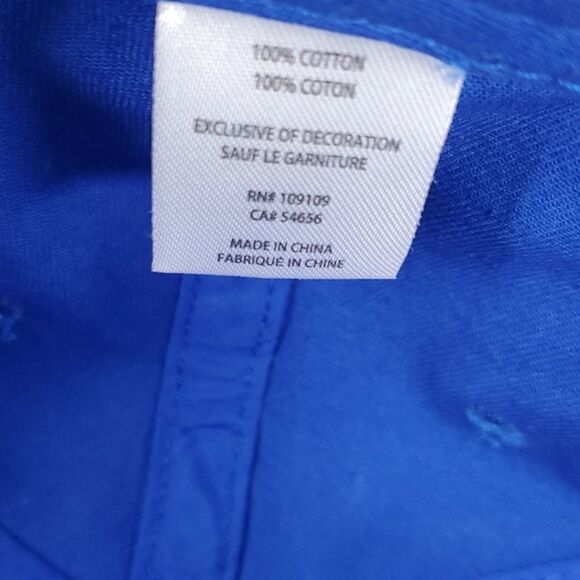 100% COTTON
100% COTON
EXCLUSIVE OF DECORATION
SAUF LE GARNITURE
RN# 109109
CA# 54656
MADE IN CHINA
FABRIQUE IN CHINE